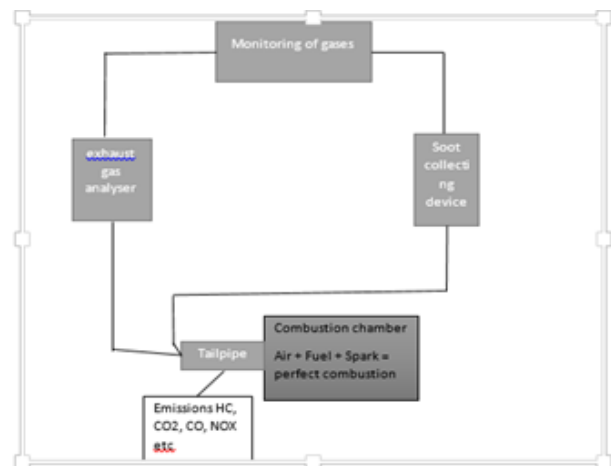 Monitoring of gases
exhaust
gas
analyser
Soot
collecti
ng
device
Tailpipe
Combustion chamber
Air + Fuel + Spark =
perfect combustion
Emissions HC,
CO2, CO, NOX
etc